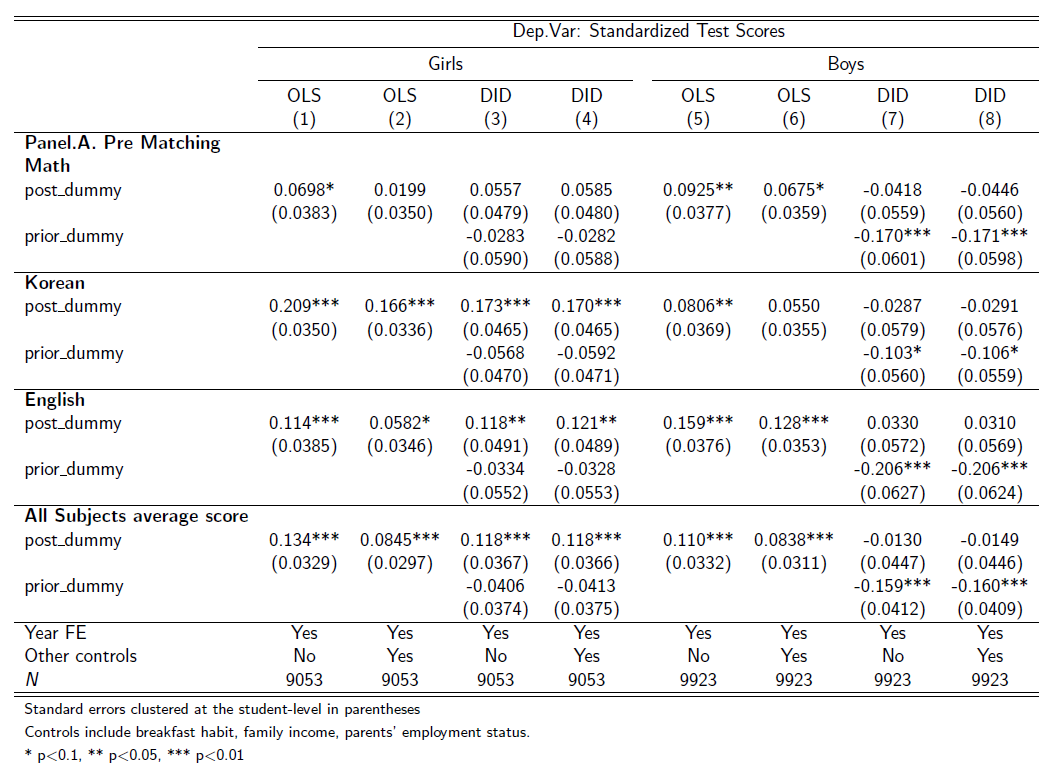 Dep.Var: Standardized Test Scores
Girls Boys
OLS OLS DID DID OLS OLS DID DID
(1) (2) (3) (4) (5) (6) (7) (8)
Panel.A. Pre Matching
Math
post_dummy 0.0698* 0.0199 0.0557 0.0585 0.0925** 0.0675* -0.0418 -0.0446
(0.0383) (0.0350) (0.0479) (0.0480) (0.0377) (0.0359) (0.0559) (0.0560)
prior_dummy -0.0283 -0.0282 -0.170*** -0.171***
(0.0590) (0.0588) (0.0601) (0.0598)
Korean
post_dummy 0.209*** 0.166*** 0.173*** 0.170*** 0.0806** 0.0550 -0.0287 -0.0291
(0.0350) (0.0336) (0.0465) (0.0465) (0.0369) (0.0355) (0.0579) (0.0576)
prior_dummy -0.0568 -0.0592 -0.103* -0.106*
(0.0470) (0.0471) (0.0560) (0.0559)
English
post_dummy 0.114*** 0.0582* 0.118** 0.121** 0.159*** 0.128*** 0.0330 0.0310
(0.0385) (0.0346) (0.0491) (0.0489) (0.0376) (0.0353) (0.0572) (0.0569)
prior_dummy -0.0334 -0.0328 -0.206*** -0.206***
(0.0552) (0.0553) (0.0627) (0.0624)
All Subjects average score
post_dummy 0.134*** 0.0845*** 0.118*** 0.118*** 0.110*** 0.0838*** -0.0130 -0.0149
(0.0329) (0.0297) (0.0367) (0.0366) (0.0332) (0.0311) (0.0447) (0.0446)
prior_dummy -0.0406 -0.0413 -0.159*** -0.160***
(0.0374) (0.0375) (0.0412) (0.0409)
Year FE Yes Yes Yes Yes Yes Yes Yes Yes
Other controls No Yes No Yes No Yes No Yes
N 9053 9053 9053 9053 9923 9923 9923 9923
Standard errors clustered at the student-level in parentheses
Controls include breakfast habit, family income, parents' employment status.
* p<0.1, ** p<0.05, *** p<0.01